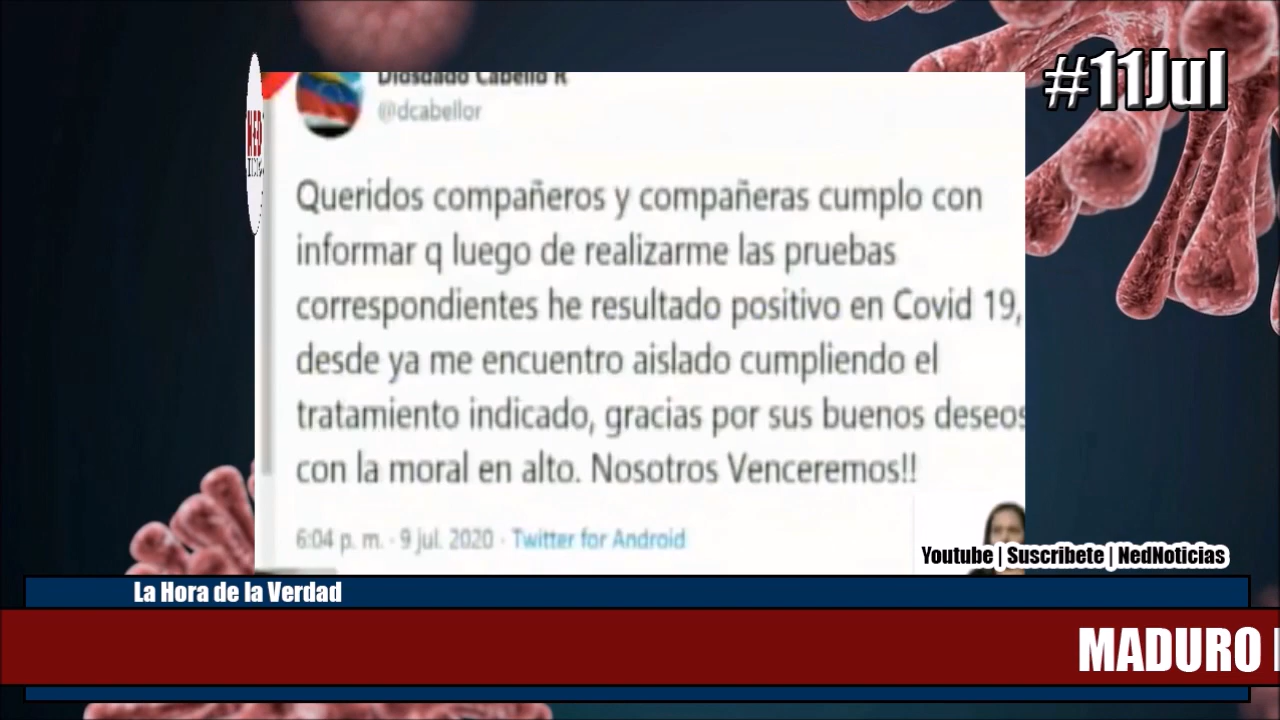 #11Jul
NED
Diosdado Cabello R
@dcabellor
Queridos compañeros y compañeras cumplo con
informar q luego de realizarme las pruebas
correspondientes he resultado positivo en Covid 19,
desde ya me encuentro aislado cumpliendo el
tratamiento indicado, gracias por sus buenos deseos
con la moral en alto. Nosotros Venceremos!!
6:04 p. m. · 9 jul. 2020 · Twitter for Android
Youtube | Suscribete | NedNoticias
La Hora de la Verdad
MADURO